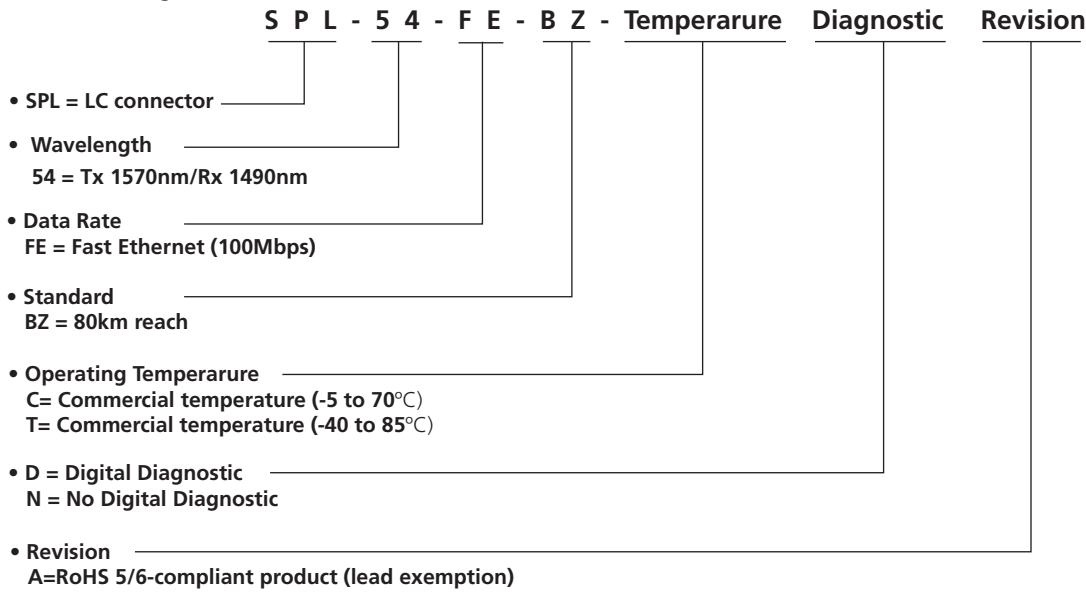 S P L - 5 4 - F E - B Z - Temperarure Diagnostic Revision
• SPL = LC connector
• Wavelength
54 = Tx 1570nm/Rx 1490nm
• Data Rate
FE = Fast Ethernet (100Mbps)
• Standard
BZ = 80km reach
• Operating Temperarure
C= Commercial temperature (-5 to 70°C)
T= Commercial temperature (-40 to 85°C)
• D = Digital Diagnostic
N = No Digital Diagnostic
• Revision
A=RoHS 5/6-compliant product (lead exemption)